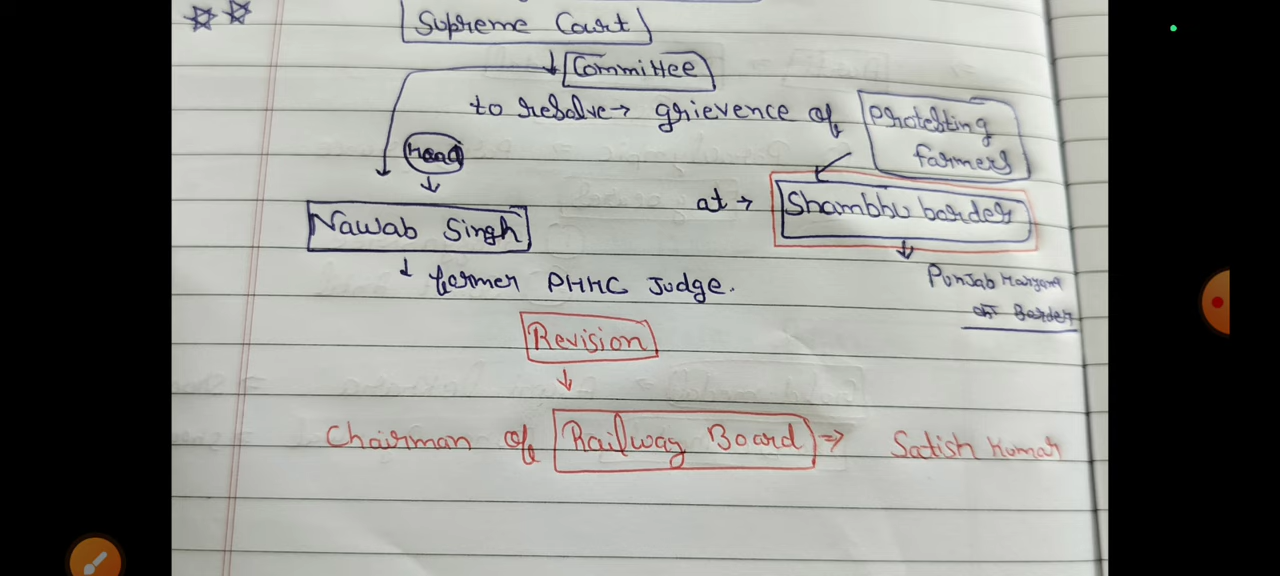 Supreme Court
↓ Committee
to resolve → grievence of protesting
farmers
Head
↓
at → Shambhu border
Nawab Singh
↓ former PHHC Judge.
↓ Punjab Haryana
Border
Revision
↓
Chairman of Railway Board ⇒ Satish Kumar